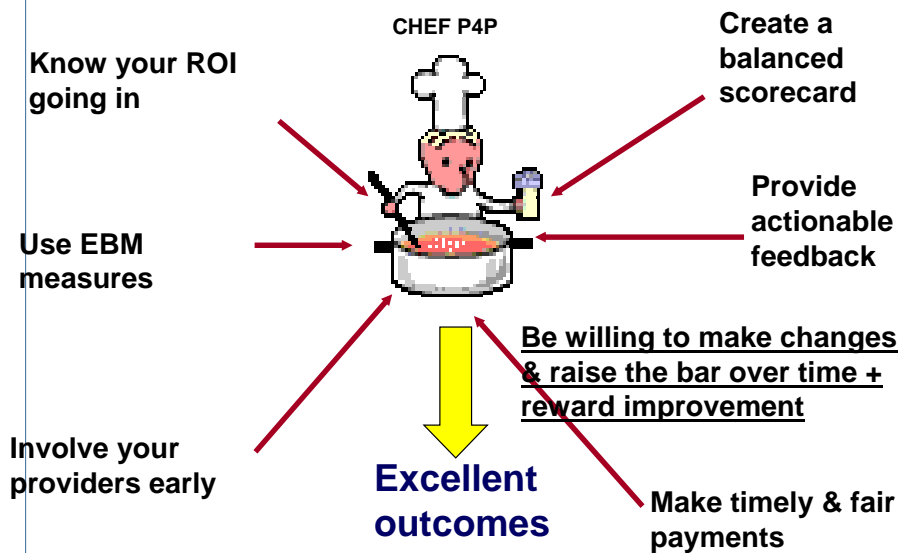 CHEF P4P
Know your ROI
going in
Create a
balanced
scorecard
Use EBM
measures
Provide
actionable
feedback
Be willing to make changes
& raise the bar over time +
reward improvement
Involve your
providers early
Excellent
outcomes
Make timely & fair
payments